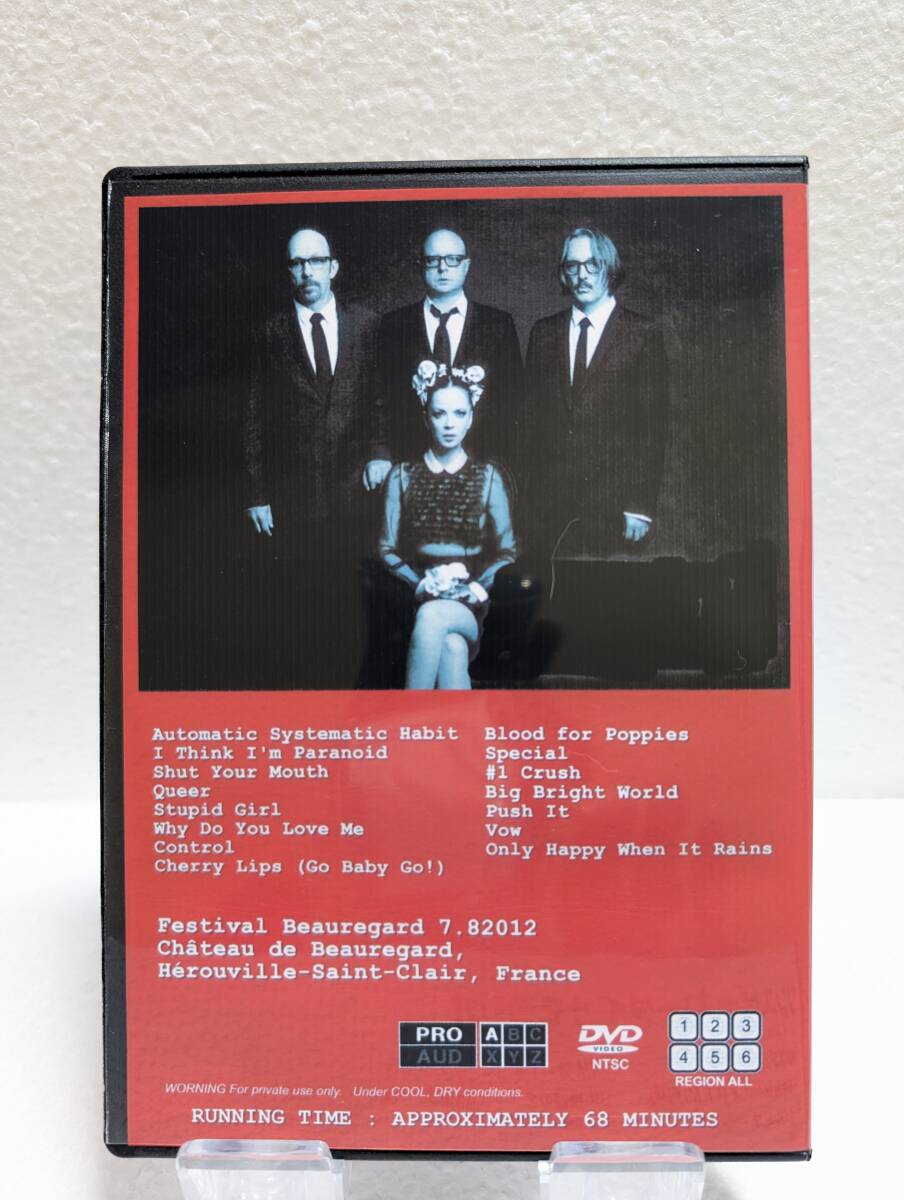 Automatic Systematic Habit
I Think I'm Paranoid
Shut Your Mouth
Queer
Stupid Girl
Why Do You Love Me
Control
Cherry Lips (Go Baby Go!)
Blood for Poppies
Special
#1 Crush
Big Bright World
Push It
Vow
Only Happy When It Rains
Festival Beauregard 7.82012
Château de Beauregard,
Hérouville-Saint-Clair, France
PRO
AUD
A B C
X Y Z
DVD
VIDEO
NTSC
1 2 3
4 5 6
REGION ALL
WORNING For private use only. Under COOL, DRY conditions.
RUNNING TIME : APPROXIMATELY 68 MINUTES